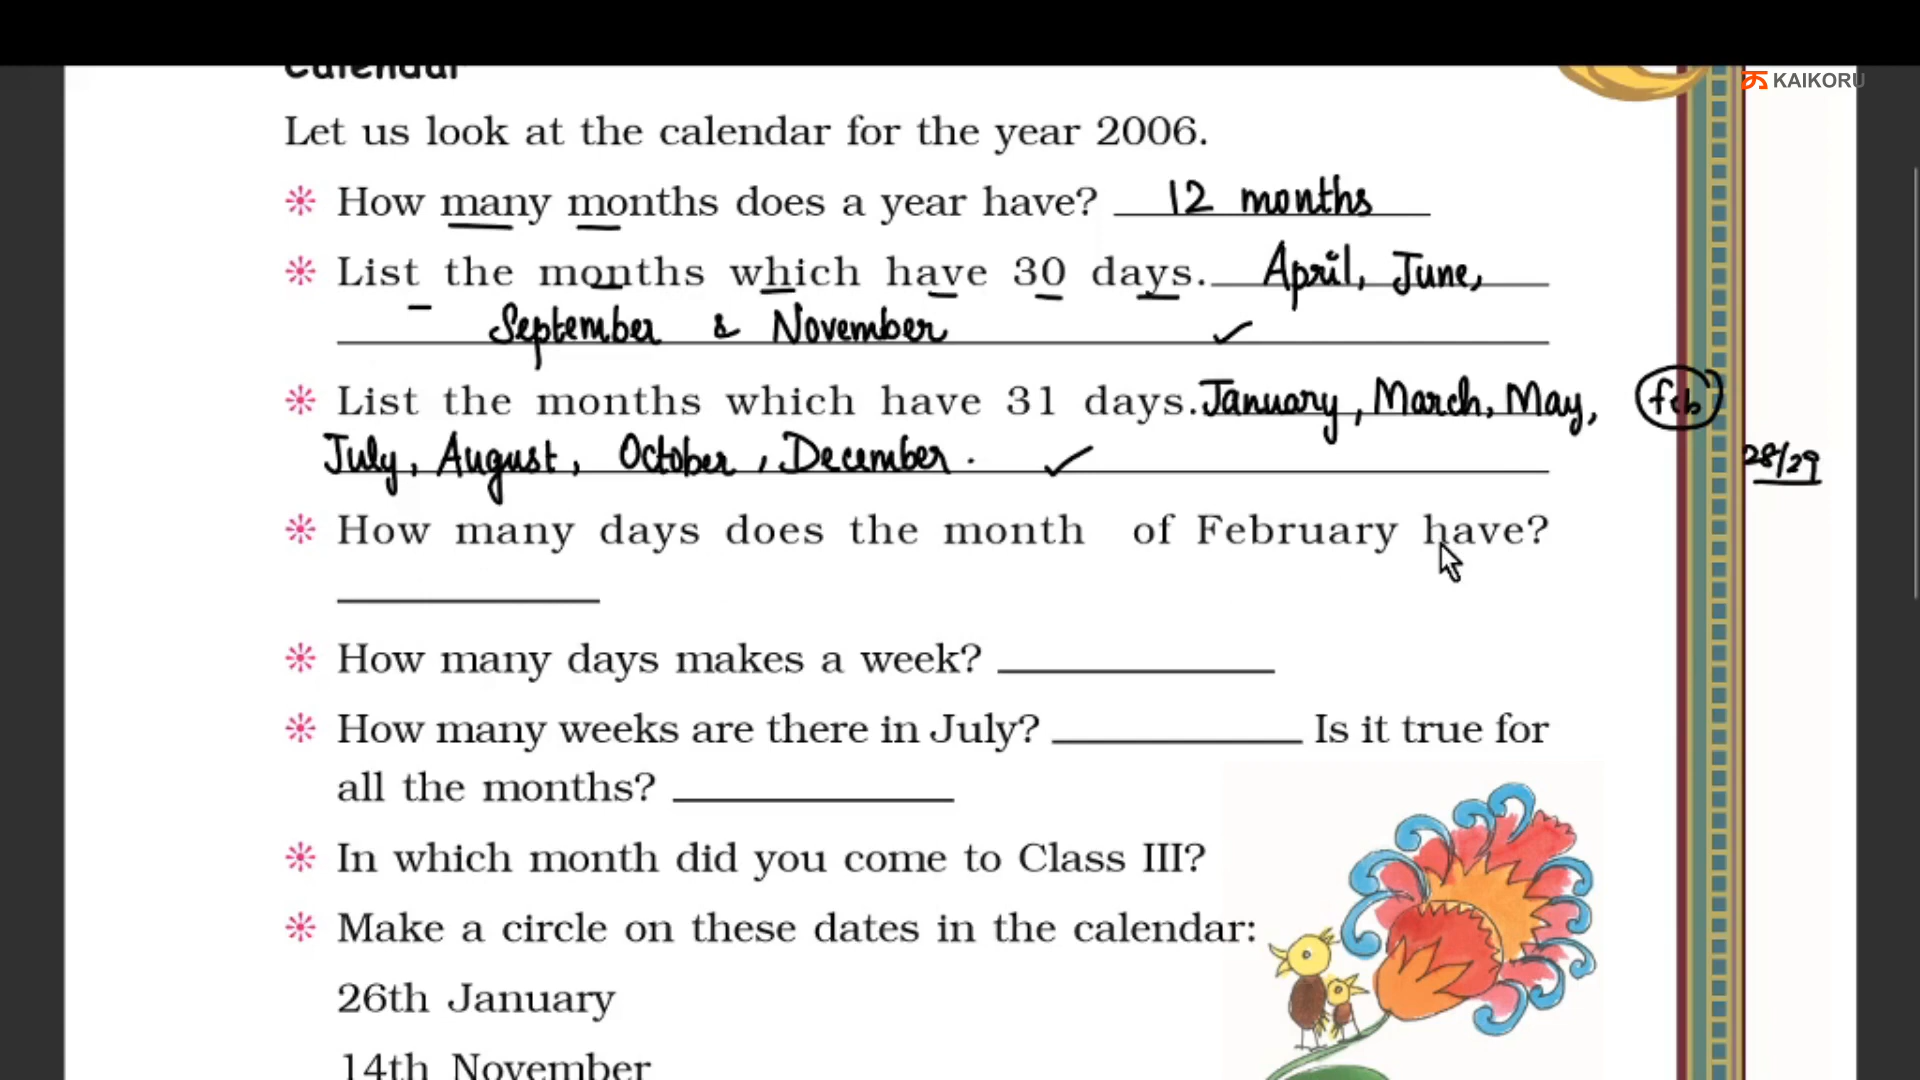 Calendar
KAIKORU
Let us look at the calendar for the year 2006.
How many months does a year have? 12 months
List the months which have 30 days. April, June,
September & November
List the months which have 31 days. January, March, May, feb
July, August, October, December.
28/29
How many days does the month of February have?
How many days makes a week?
How many weeks are there in July? Is it true for
all the months?
In which month did you come to Class III?
Make a circle on these dates in the calendar:
26th January
14th November